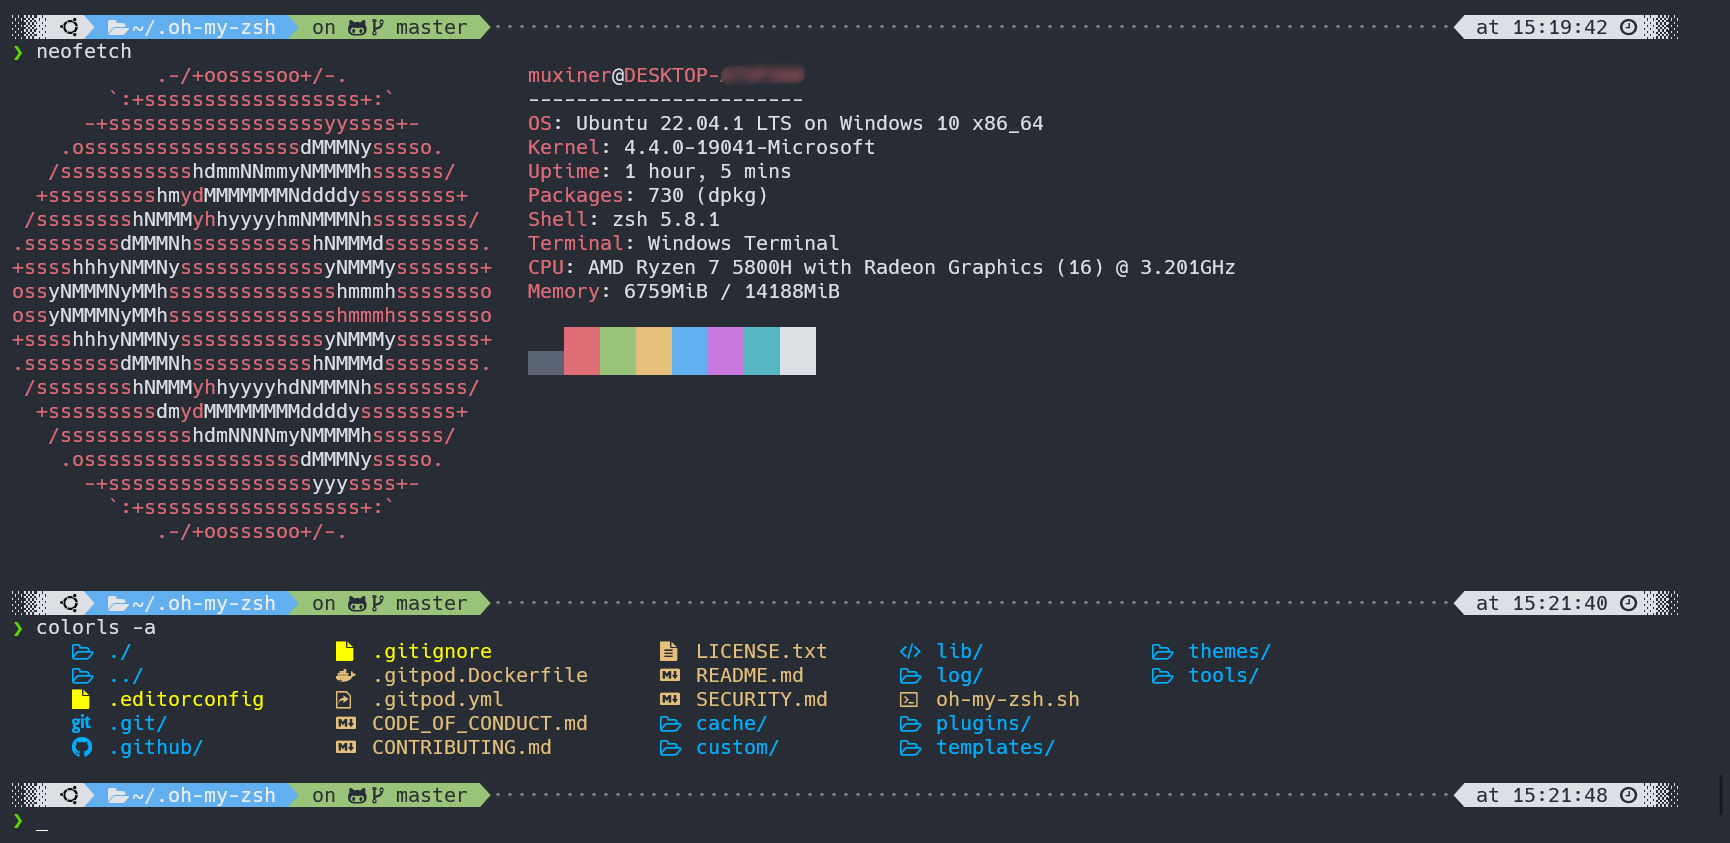 ~/.oh-my-zsh on master at 15:19:42
❯ neofetch
.-/+oossssoo+/-. muxiner@DESKTOP-
`:+ssssssssssssssssss+:` -----------------------
-+ssssssssssssssssssyyssss+- OS: Ubuntu 22.04.1 LTS on Windows 10 x86_64
.ossssssssssssssssssdMMMNysssso. Kernel: 4.4.0-19041-Microsoft
/ssssssssssshdmmNNmmyNMMMMhssssss/ Uptime: 1 hour, 5 mins
+ssssssssshmydMMMMMMMNddddyssssssss+ Packages: 730 (dpkg)
/sssssssshNMMMyhhyyyyhmNMMMNhssssssss/ Shell: zsh 5.8.1
.ssssssssdMMMNhsssssssssshNMMMdssssssss. Terminal: Windows Terminal
+sssshhhyNMMNyssssssssssssyNMMMysssssss+ CPU: AMD Ryzen 7 5800H with Radeon Graphics (16) @ 3.201GHz
ossyNMMMNyMMhsssssssssssssshmmmhssssssso Memory: 6759MiB / 14188MiB
ossyNMMMNyMMhsssssssssssssshmmmhssssssso
+sssshhhyNMMNyssssssssssssyNMMMysssssss+
.ssssssssdMMMNhsssssssssshNMMMdssssssss.
/sssssssshNMMMyhhyyyyhdNMMMNhssssssss/
+sssssssssdmydMMMMMMMMddddyssssssss+
/ssssssssssshdmNNNNmyNMMMMhssssss/
.ossssssssssssssssssdMMMNysssso.
-+sssssssssssssssssyyyssss+-
`:+ssssssssssssssssss+:`
.-/+oossssoo+/-.
~/.oh-my-zsh on master at 15:21:40
❯ colorls -a
./ .gitignore LICENSE.txt lib/ themes/
../ .gitpod.Dockerfile README.md log/ tools/
.editorconfig .gitpod.yml SECURITY.md oh-my-zsh.sh
git .git/ CODE_OF_CONDUCT.md cache/ plugins/
.github/ CONTRIBUTING.md custom/ templates/
~/.oh-my-zsh on master at 15:21:48
❯ _